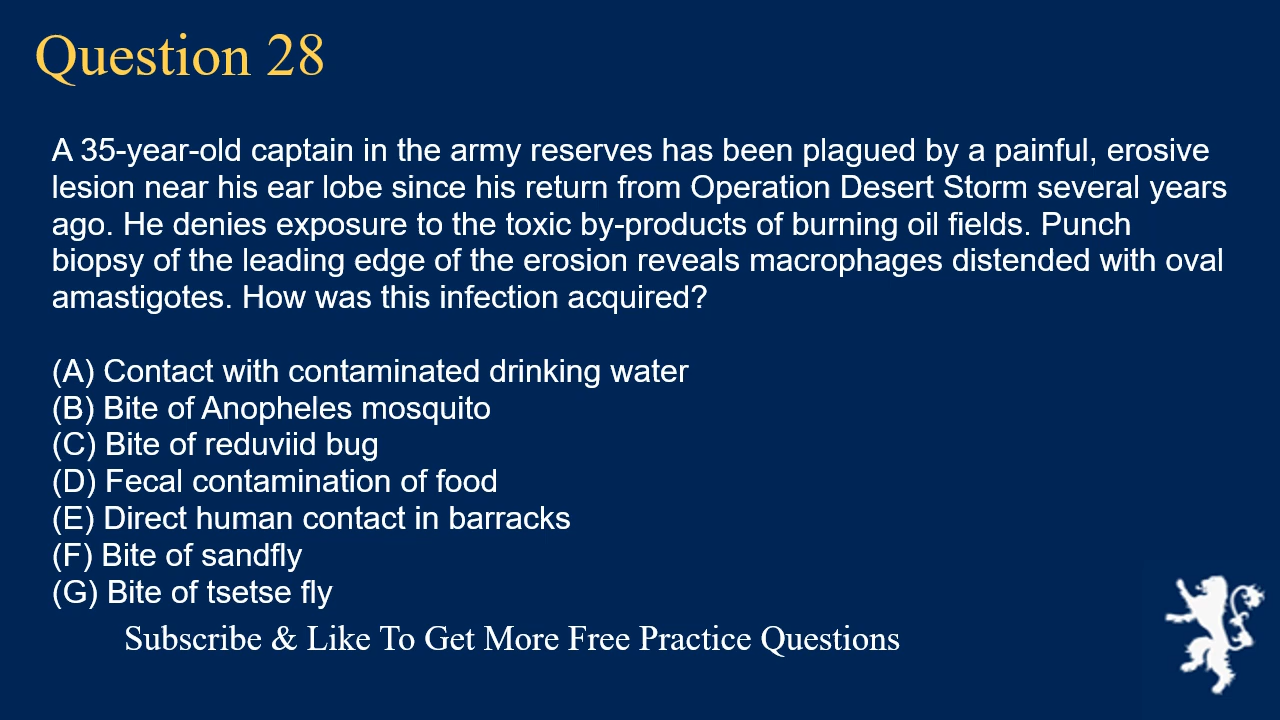 Question 28
A 35-year-old captain in the army reserves has been plagued by a painful, erosive
lesion near his ear lobe since his return from Operation Desert Storm several years
ago. He denies exposure to the toxic by-products of burning oil fields. Punch
biopsy of the leading edge of the erosion reveals macrophages distended with oval
amastigotes. How was this infection acquired?
(A) Contact with contaminated drinking water
(B) Bite of Anopheles mosquito
(C) Bite of reduviid bug
(D) Fecal contamination of food
(E) Direct human contact in barracks
(F) Bite of sandfly
(G) Bite of tsetse fly
Subscribe & Like To Get More Free Practice Questions